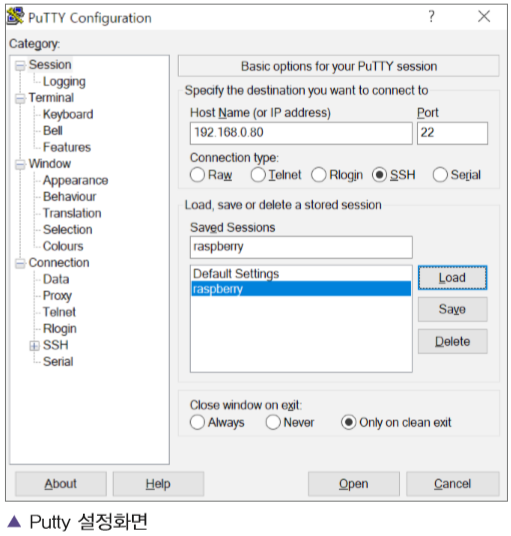 PuTTY Configuration
?
Category:
Session
Logging
Terminal
Keyboard
Bell
Features
Window
Appearance
Behaviour
Translation
Selection
Colours
Connection
Data
Proxy
Telnet
Rlogin
SSH
Serial
Basic options for your PuTTY session
Specify the destination you want to connect to
Host Name (or IP address) Port
192.168.0.80 22
Connection type:
Raw Telnet Rlogin SSH Serial
Load, save or delete a stored session
Saved Sessions
raspberry
Default Settings
raspberry
Load
Save
Delete
Close window on exit:
Always Never Only on clean exit
About Help Open Cancel
▲ Putty 설정화면